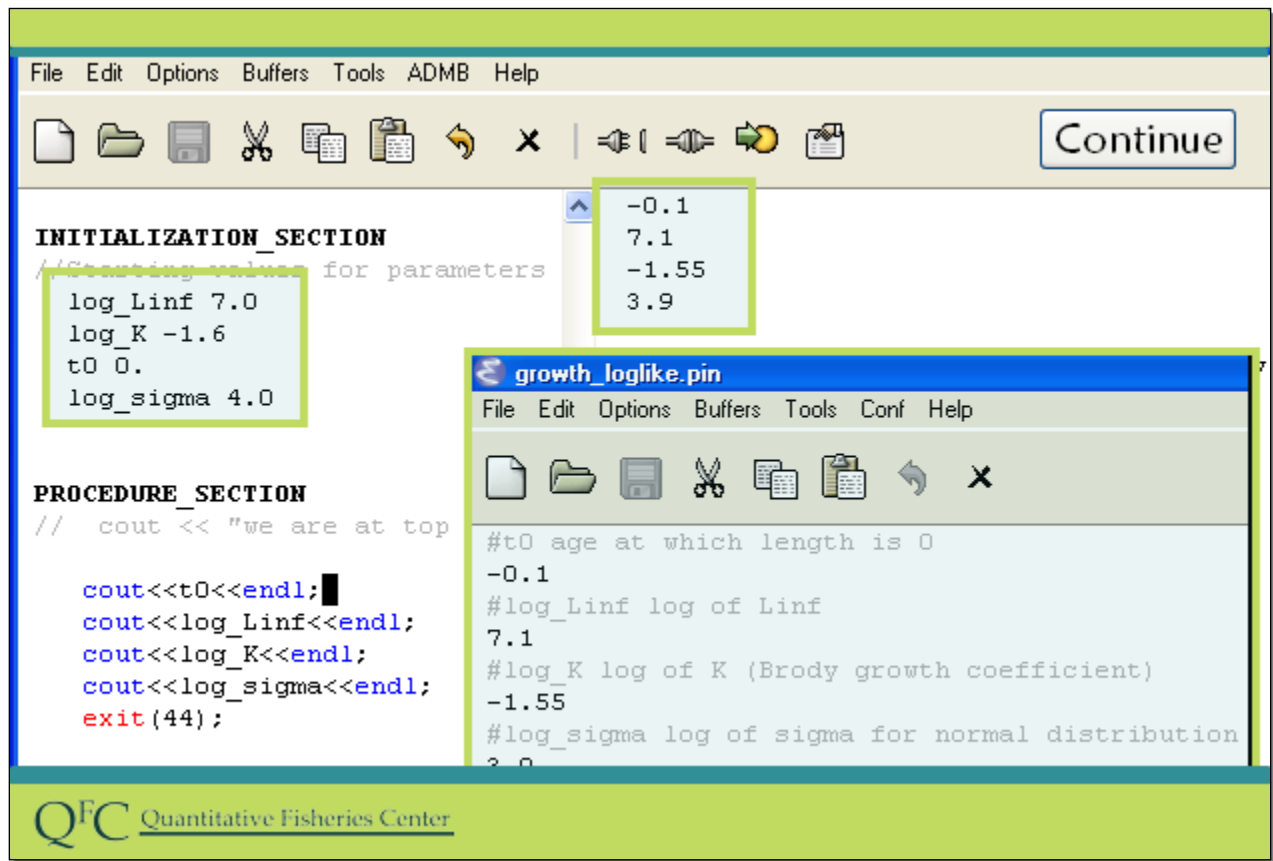 File Edit Options Buffers Tools ADMB Help
Continue
INITIALIZATION_SECTION
//Starting values for parameters
log_Linf 7.0
log_K -1.6
t0 0.
log_sigma 4.0
-0.1
7.1
-1.55
3.9
PROCEDURE_SECTION
// cout << "we are at top
cout<<t0<<endl;
cout<<log_Linf<<endl;
cout<<log_K<<endl;
cout<<log_sigma<<endl;
exit(44);
growth_loglike.pin
File Edit Options Buffers Tools Conf Help
#t0 age at which length is 0
-0.1
#log_Linf log of Linf
7.1
#log_K log of K (Brody growth coefficient)
-1.55
#log_sigma log of sigma for normal distribution
QFC Quantitative Fisheries Center